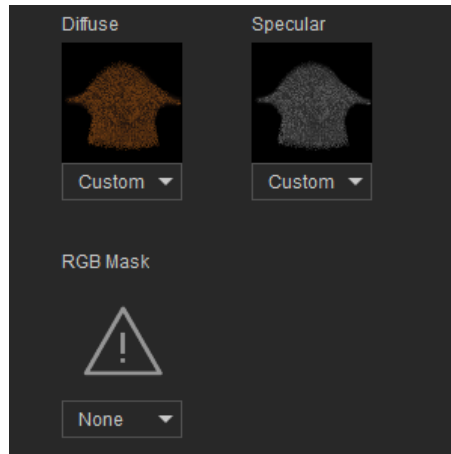 Diffuse
Specular
Custom
Custom
RGB Mask
None